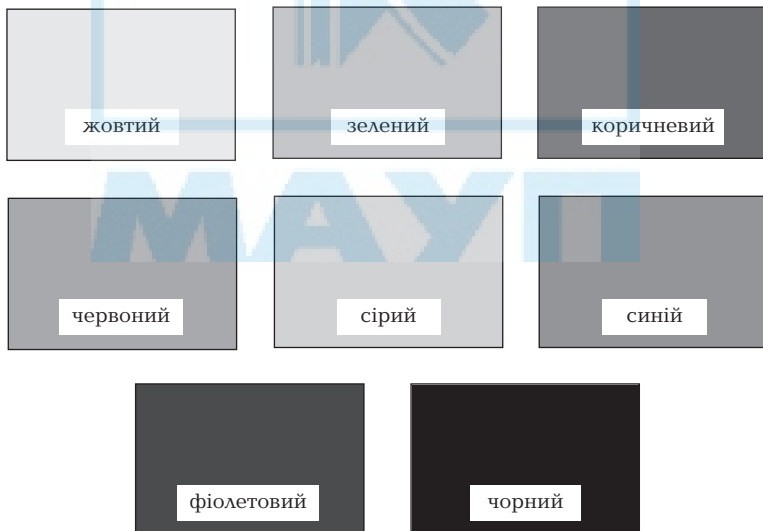 жовтий
зелений
коричневий
МАУП
червоний
сірий
синій
фіолетовий
чорний